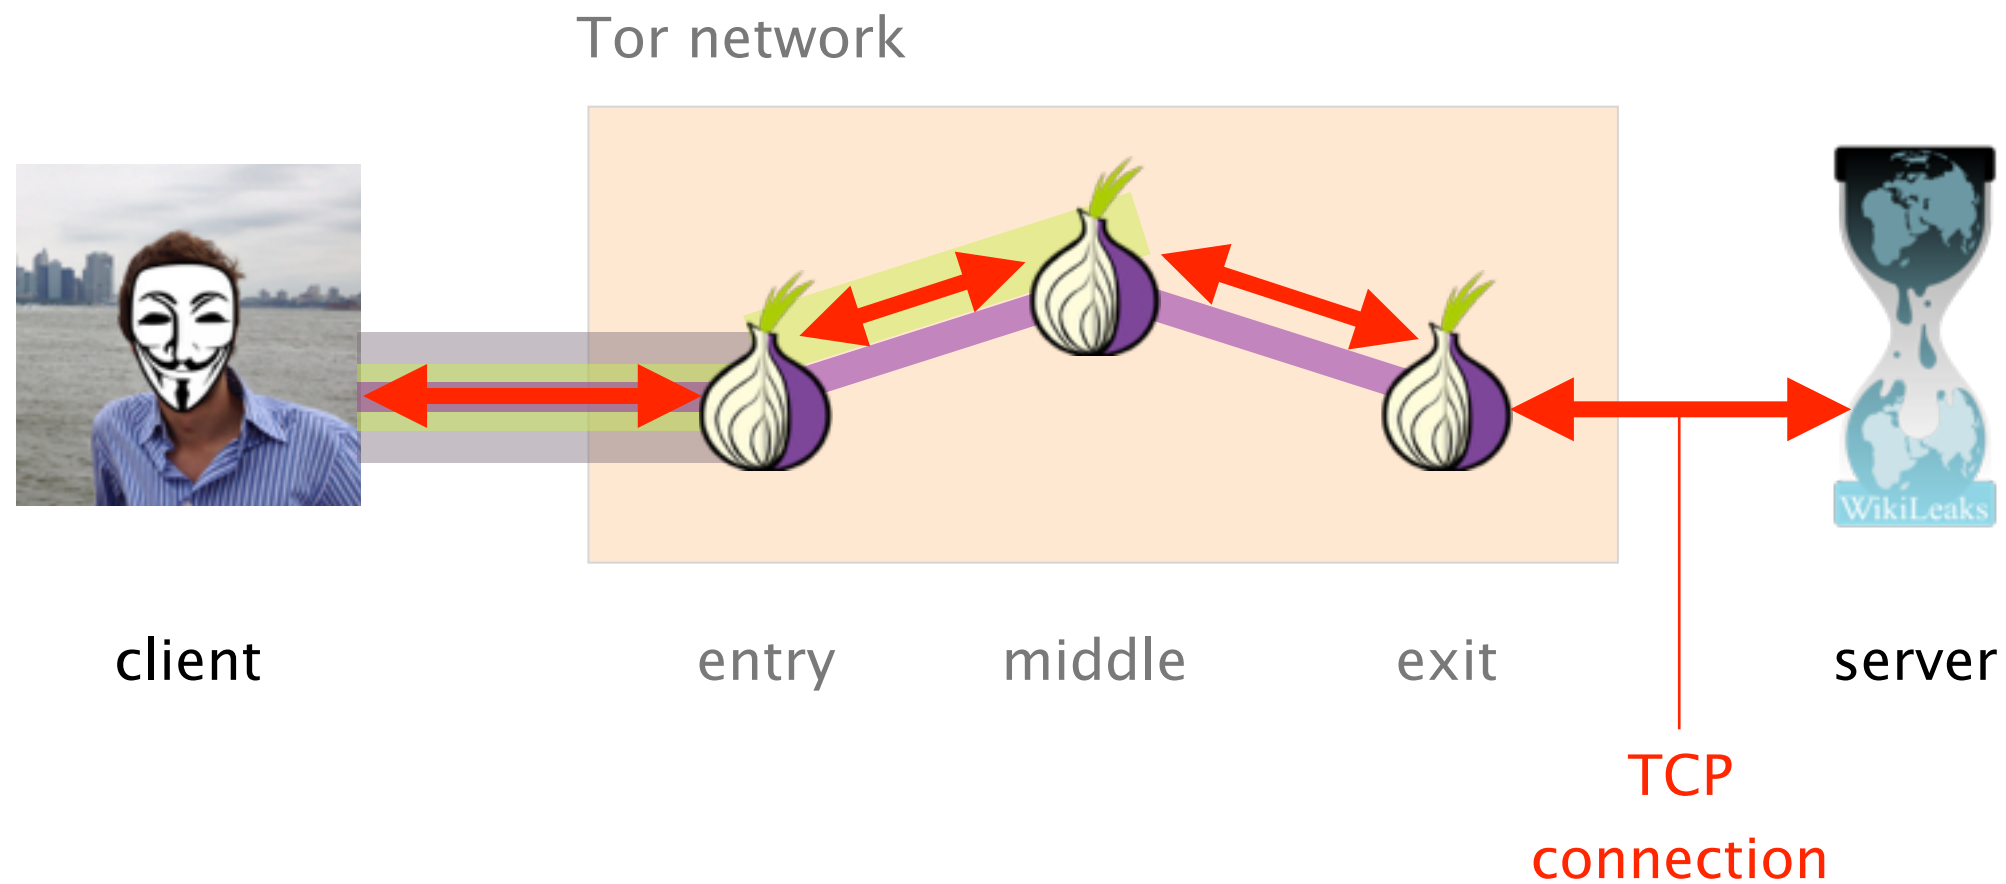 Tor network
WikiLeaks
client
entry
middle
exit
server
TCP
connection